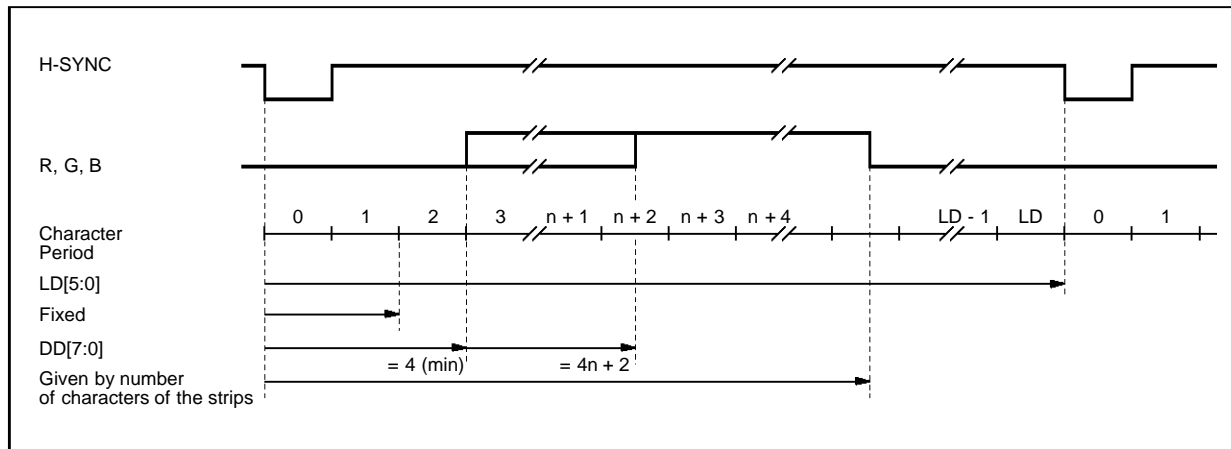 H-SYNC
R, G, B
0 1 2 3 n + 1 n + 2 n + 3 n + 4 LD - 1 LD 0 1
Character
Period
LD[5:0]
Fixed
DD[7:0]
= 4 (min) = 4n + 2
Given by number
of characters of the strips